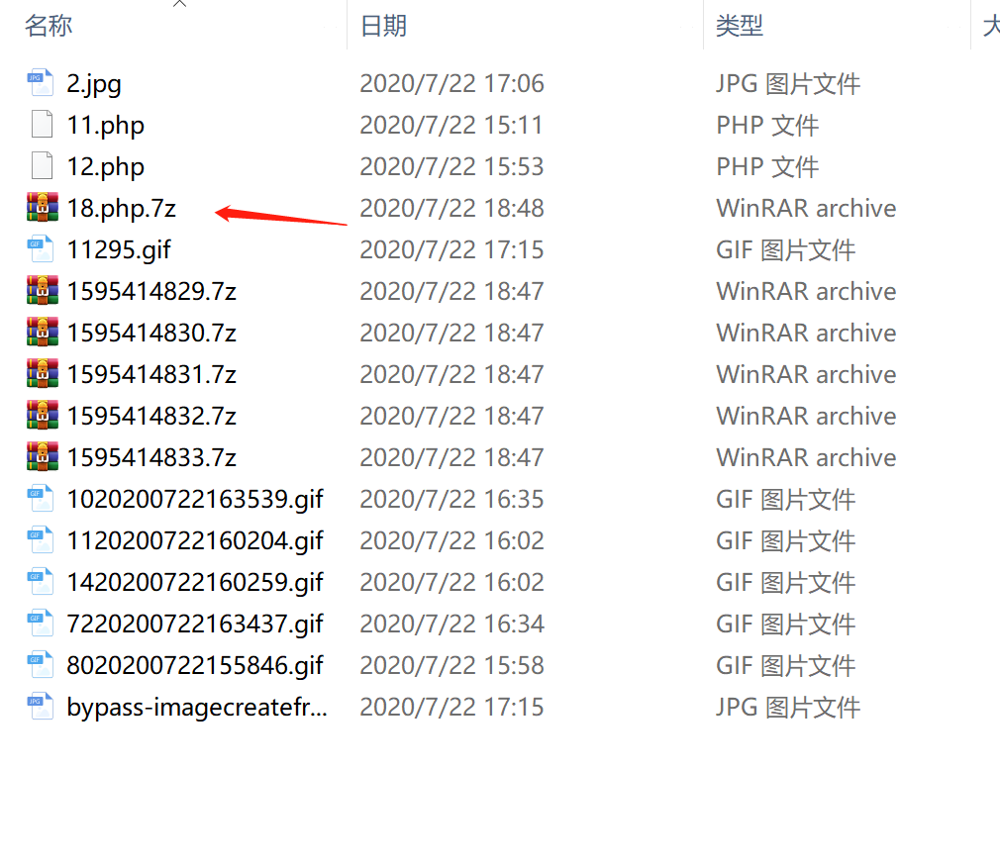 名称 日期 类型 大
2.jpg 2020/7/22 17:06 JPG 图片文件
11.php 2020/7/22 15:11 PHP 文件
12.php 2020/7/22 15:53 PHP 文件
18.php.7z 2020/7/22 18:48 WinRAR archive
11295.gif 2020/7/22 17:15 GIF 图片文件
1595414829.7z 2020/7/22 18:47 WinRAR archive
1595414830.7z 2020/7/22 18:47 WinRAR archive
1595414831.7z 2020/7/22 18:47 WinRAR archive
1595414832.7z 2020/7/22 18:47 WinRAR archive
1595414833.7z 2020/7/22 18:47 WinRAR archive
1020200722163539.gif 2020/7/22 16:35 GIF 图片文件
1120200722160204.gif 2020/7/22 16:02 GIF 图片文件
1420200722160259.gif 2020/7/22 16:02 GIF 图片文件
7220200722163437.gif 2020/7/22 16:34 GIF 图片文件
8020200722155846.gif 2020/7/22 15:58 GIF 图片文件
bypass-imagecreatefr... 2020/7/22 17:15 JPG 图片文件